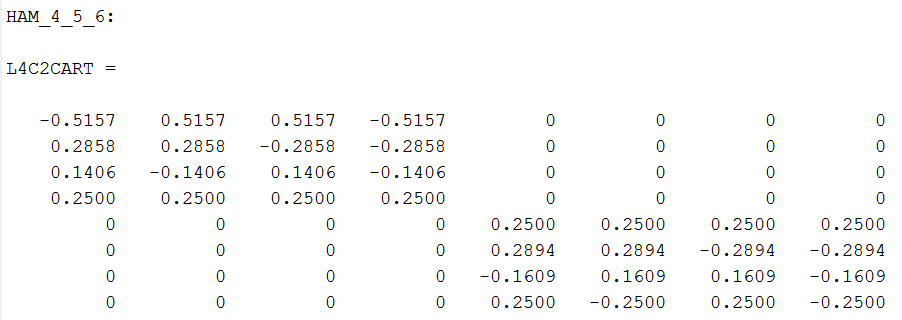 HAM_4_5_6:
L4C2CART =
-0.5157 0.5157 0.5157 -0.5157 0 0 0 0
0.2858 0.2858 -0.2858 -0.2858 0 0 0 0
0.1406 -0.1406 0.1406 -0.1406 0 0 0 0
0.2500 0.2500 0.2500 0.2500 0 0 0 0
0 0 0 0 0.2500 0.2500 0.2500 0.2500
0 0 0 0 0.2894 0.2894 -0.2894 -0.2894
0 0 0 0 -0.1609 0.1609 0.1609 -0.1609
0 0 0 0 0.2500 -0.2500 0.2500 -0.2500